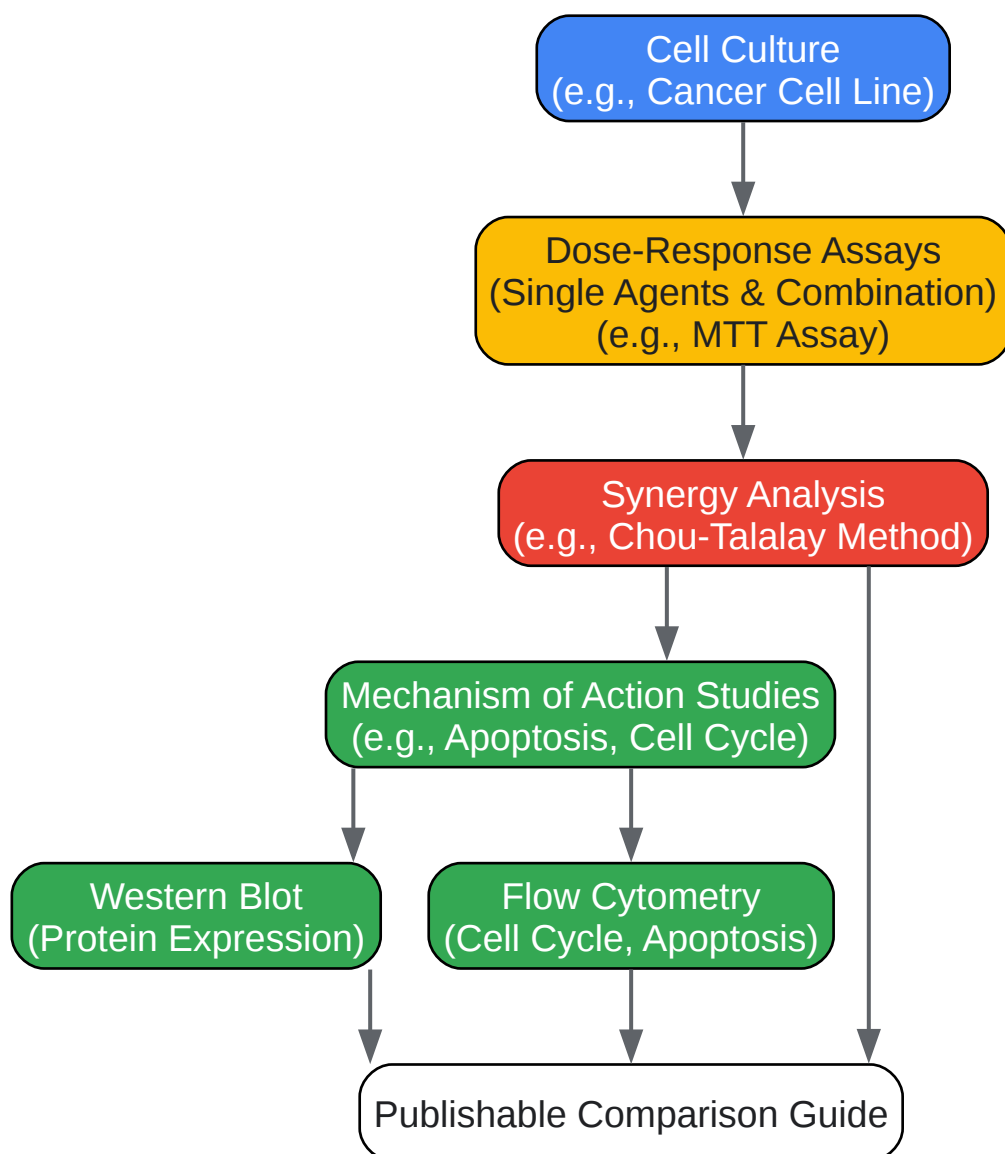 Cell Culture
(e.g., Cancer Cell Line)
Dose-Response Assays
(Single Agents & Combination)
(e.g., MTT Assay)
Synergy Analysis
(e.g., Chou-Talalay Method)
Mechanism of Action Studies
(e.g., Apoptosis, Cell Cycle)
Western Blot
(Protein Expression)
Flow Cytometry
(Cell Cycle, Apoptosis)
Publishable Comparison Guide